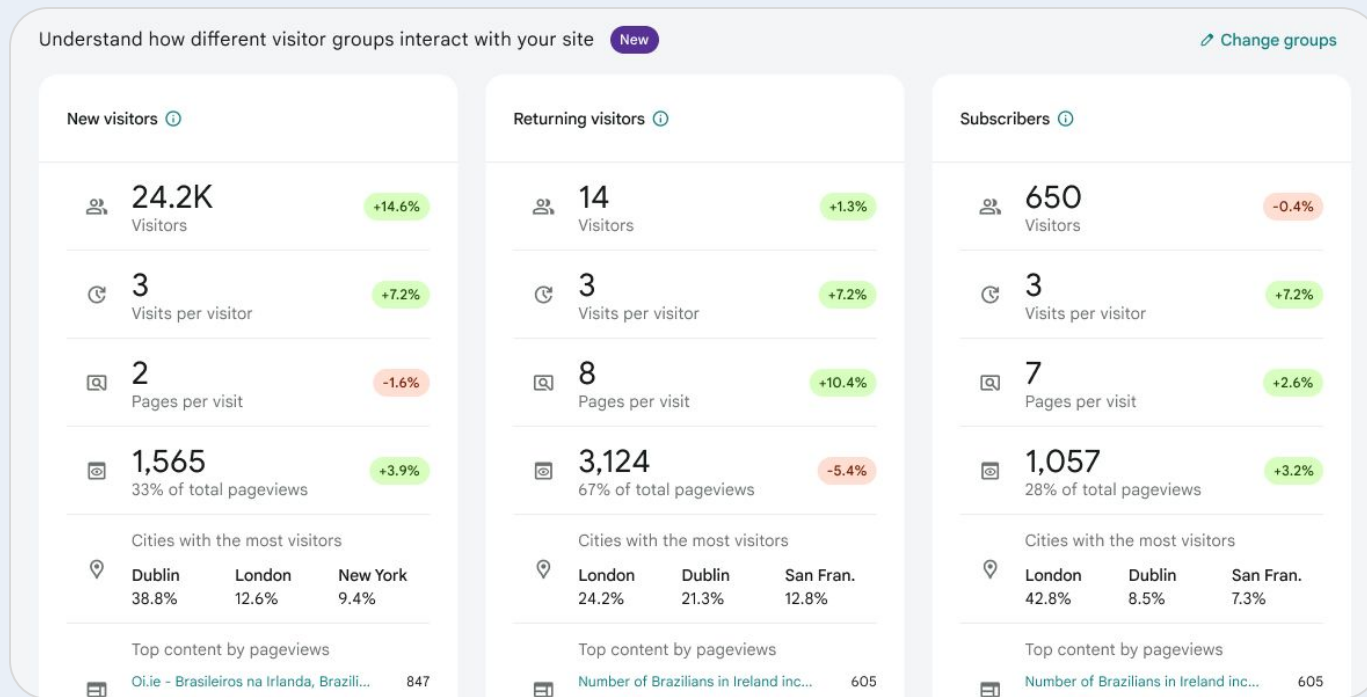 Understand how different visitor groups interact with your site New
Change groups
New visitors
24.2K
+14.6%
Visitors
3
+7.2%
Visits per visitor
2
-1.6%
Pages per visit
1,565
+3.9%
33% of total pageviews
Cities with the most visitors
Dublin London New York
38.8% 12.6% 9.4%
Top content by pageviews
Oi.ie - Brasileiros na Irlanda, Brazili... 847
Returning visitors
14
+1.3%
Visitors
3
+7.2%
Visits per visitor
8
+10.4%
Pages per visit
3,124
-5.4%
67% of total pageviews
Cities with the most visitors
London Dublin San Fran.
24.2% 21.3% 12.8%
Top content by pageviews
Number of Brazilians in Ireland inc... 605
Subscribers
650
-0.4%
Visitors
3
+7.2%
Visits per visitor
7
+2.6%
Pages per visit
1,057
+3.2%
28% of total pageviews
Cities with the most visitors
London Dublin San Fran.
42.8% 8.5% 7.3%
Top content by pageviews
Number of Brazilians in Ireland inc... 605